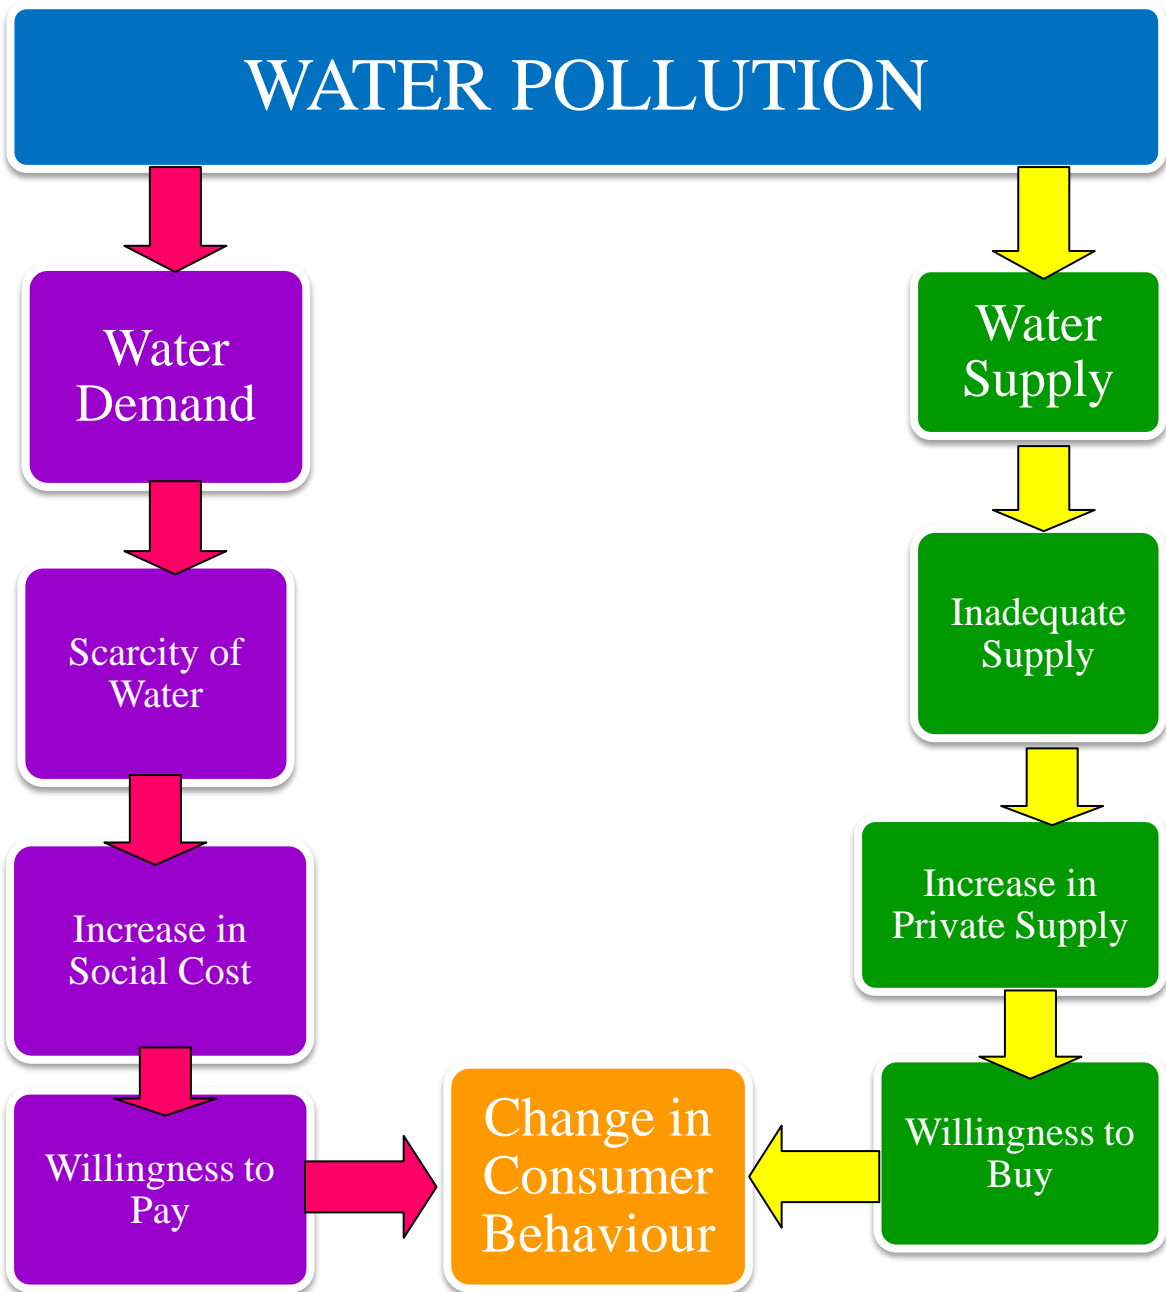 WATER POLLUTION
Water
Demand
Scarcity of
Water
Increase in
Social Cost
Willingness to
Pay
Change in
Consumer
Behaviour
Water
Supply
Inadequate
Supply
Increase in
Private Supply
Willingness to
Buy